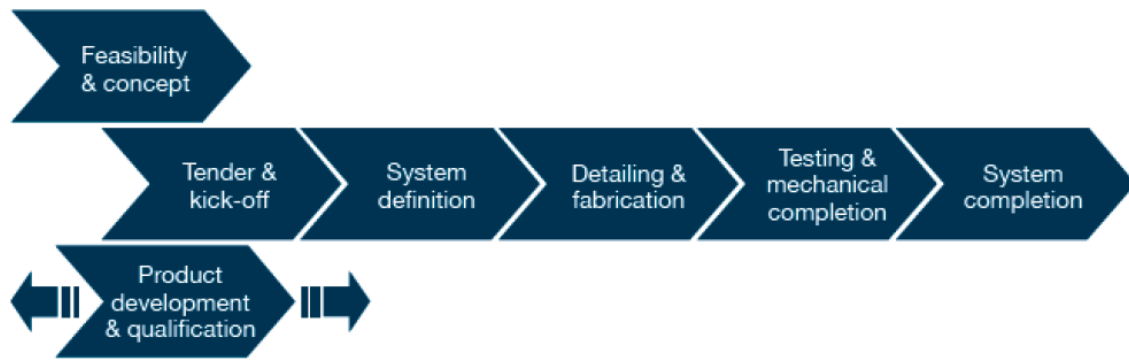 Feasibility
& concept
Tender &
kick-off
System
definition
Detailing &
fabrication
Testing &
mechanical
completion
System
completion
Product
development
& qualification